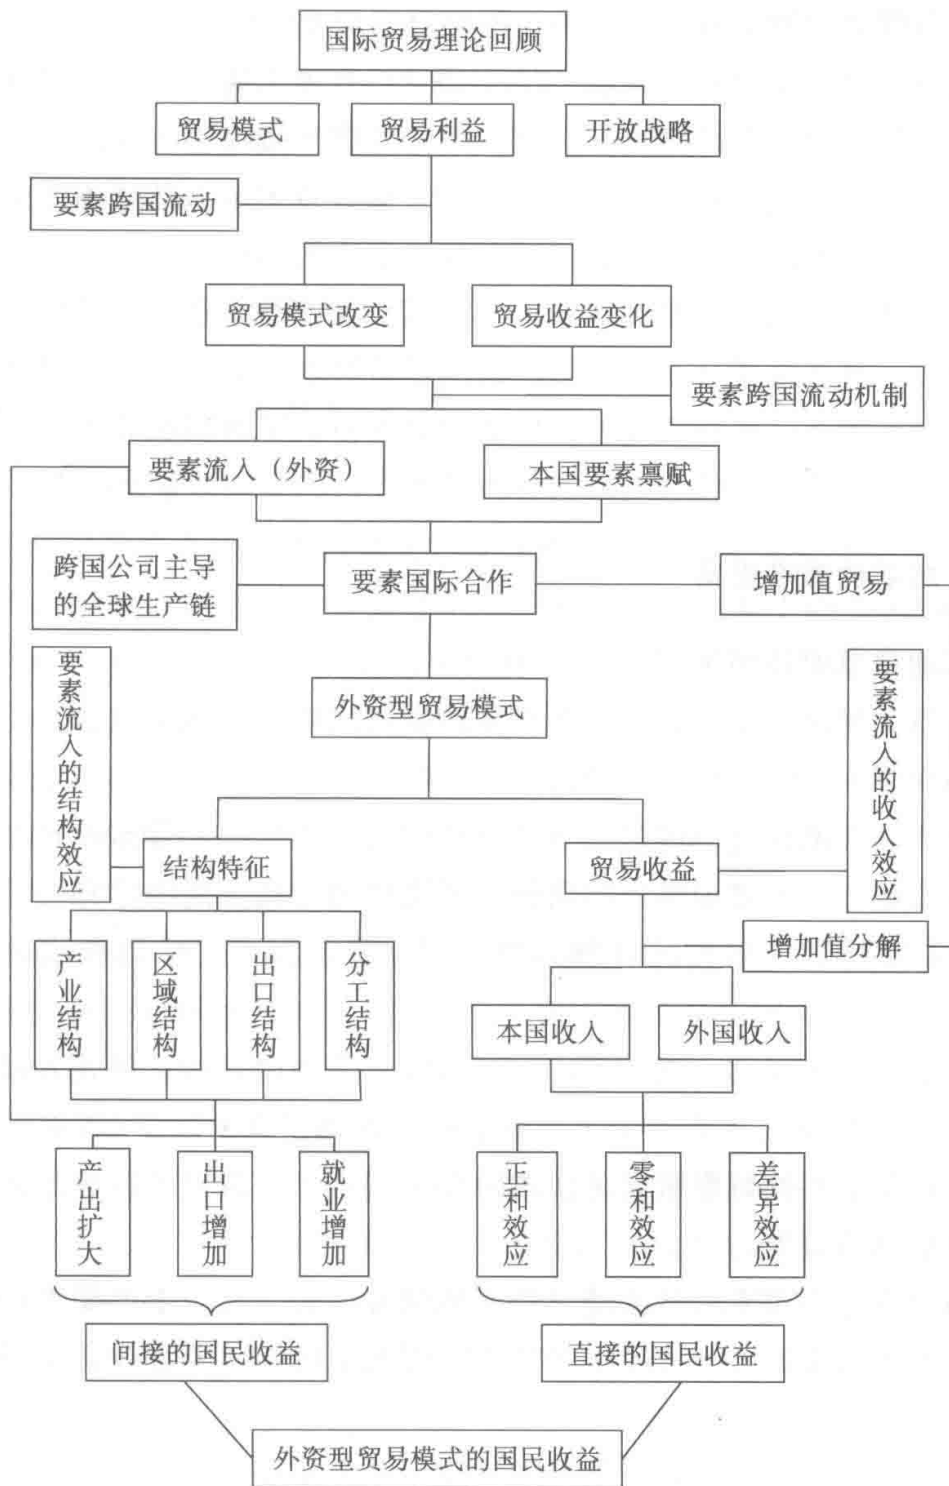 国际贸易理论回顾
贸易模式
贸易利益
开放战略
要素跨国流动
贸易模式改变
贸易收益变化
要素跨国流动机制
要素流入（外资）
本国要素禀赋
跨国公司主导
的全球生产链
要素国际合作
增加值贸易
要素流入的结构效应
外资型贸易模式
要素流入的收入效应
结构特征
贸易收益
增加值分解
产业结构
区域结构
出口结构
分工结构
本国收入
外国收入
产出扩大
出口增加
就业增加
正和效应
零和效应
差异效应
间接的国民收益
直接的国民收益
外资型贸易模式的国民收益